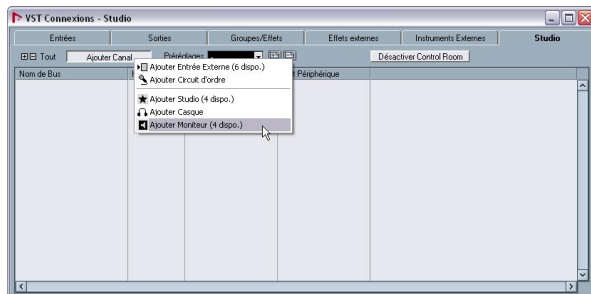 VST Connexions - Studio
Entrées Sorties Groupes/Effets Effets externes Instruments Externes Studio
Tout Ajouter Canal Préréglages - Désactiver Control Room
Nom de Bus Périphérique
Ajouter Entrée Externe (6 dispo.)
Ajouter Circuit d'ordre
Ajouter Studio (4 dispo.)
Ajouter Casque
Ajouter Moniteur (4 dispo.)